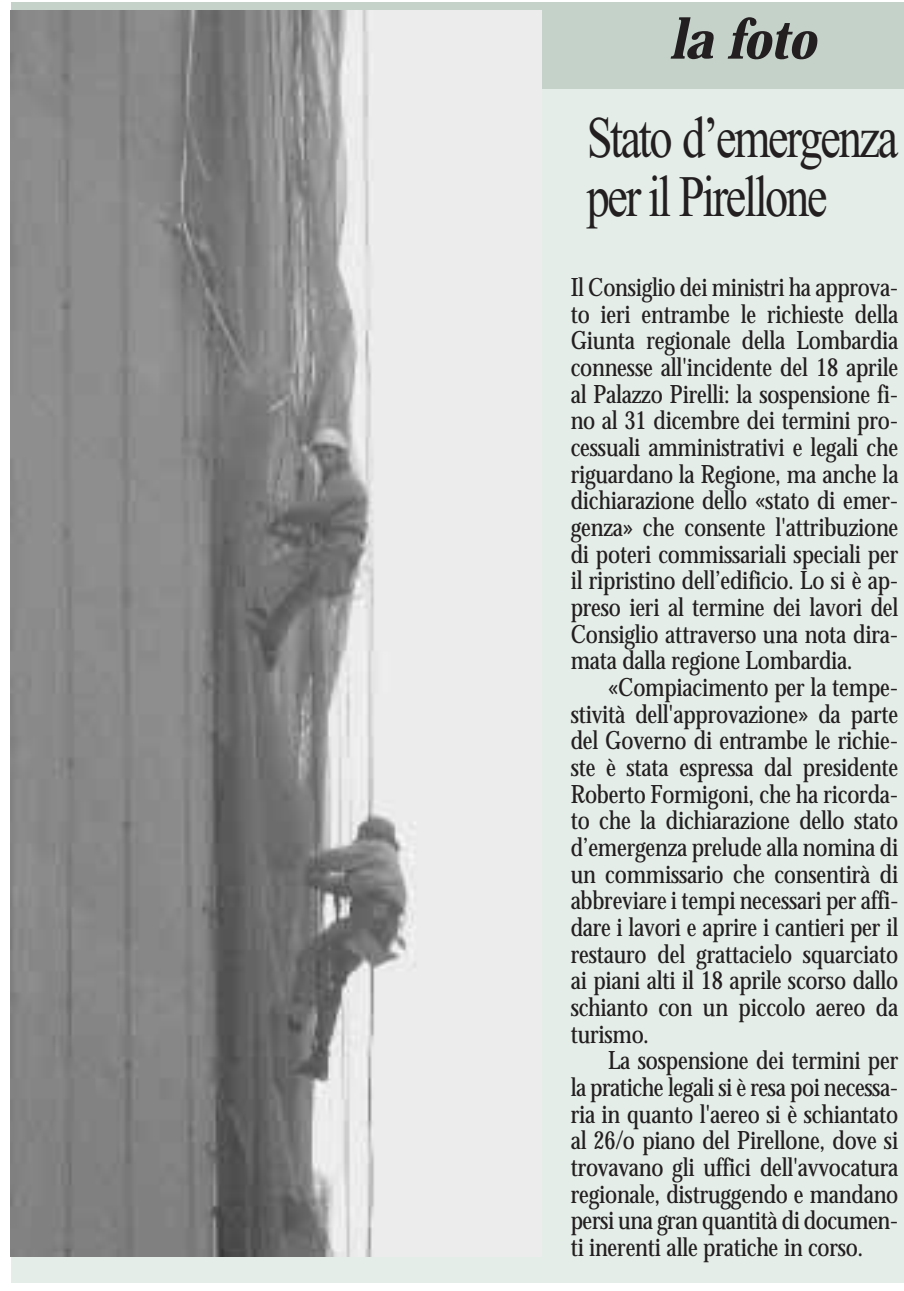 la foto
Stato d’emergenza
per il Pirellone
Il Consiglio dei ministri ha approva-
to ieri entrambe le richieste della
Giunta regionale della Lombardia
connesse all'incidente del 18 aprile
al Palazzo Pirelli: la sospensione fi-
no al 31 dicembre dei termini pro-
cessuali amministrativi e legali che
riguardano la Regione, ma anche la
dichiarazione dello «stato di emer-
genza» che consente l'attribuzione
di poteri commissariali speciali per
il ripristino dell’edificio. Lo si è ap-
preso ieri al termine dei lavori del
Consiglio attraverso una nota dira-
mata dalla regione Lombardia.
«Compiacimento per la tempe-
stività dell'approvazione» da parte
del Governo di entrambe le richie-
ste è stata espressa dal presidente
Roberto Formigoni, che ha ricorda-
to che la dichiarazione dello stato
d’emergenza prelude alla nomina di
un commissario che consentirà di
abbreviare i tempi necessari per affi-
dare i lavori e aprire i cantieri per il
restauro del grattacielo squarciato
ai piani alti il 18 aprile scorso dallo
schianto con un piccolo aereo da
turismo.
La sospensione dei termini per
la pratiche legali si è resa poi necessa-
ria in quanto l'aereo si è schiantato
al 26/o piano del Pirellone, dove si
trovavano gli uffici dell'avvocatura
regionale, distruggendo e mandano
persi una gran quantità di documen-
ti inerenti alle pratiche in corso.